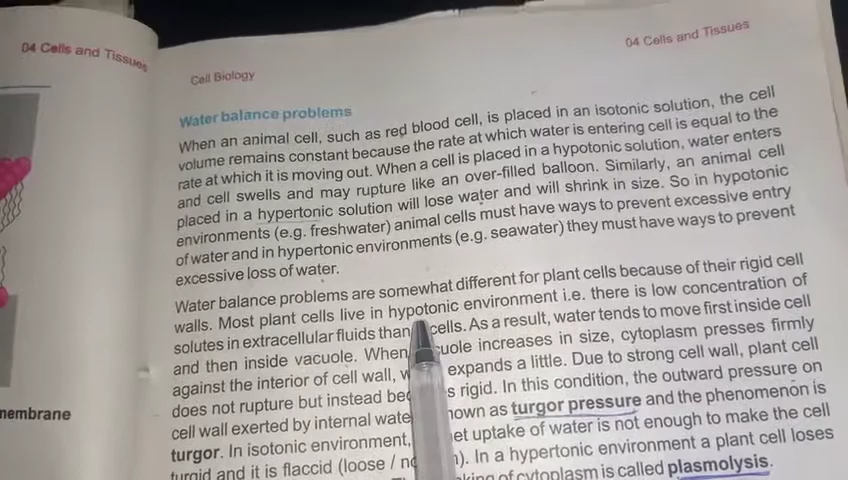 04 Cells and Tissues
04 Cells and Tissues
Cell Biology
Water balance problems
When an animal cell, such as red blood cell, is placed in an isotonic solution, the cell
volume remains constant because the rate at which water is entering cell is equal to the
rate at which it is moving out. When a cell is placed in a hypotonic solution, water enters
and cell swells and may rupture like an over-filled balloon. Similarly, an animal cell
placed in a hypertonic solution will lose water and will shrink in size. So in hypotonic
environments (e.g. freshwater) animal cells must have ways to prevent excessive entry
of water and in hypertonic environments (e.g. seawater) they must have ways to prevent
excessive loss of water.
Water balance problems are somewhat different for plant cells because of their rigid cell
walls. Most plant cells live in hypotonic environment i.e. there is low concentration of
solutes in extracellular fluids than cells. As a result, water tends to move first inside cell
and then inside vacuole. When increases in size, cytoplasm presses firmly
against the interior of cell wall, expands a little. Due to strong cell wall, plant cell
does not rupture but instead rigid. In this condition, the outward pressure on
cell wall exerted by internal known as turgor pressure and the phenomenon is
turgor. In isotonic environment, uptake of water is not enough to make the cell
turgid and it is flaccid (loose / In a hypertonic environment a plant cell loses
of cytoplasm is called plasmolysis.
membrane